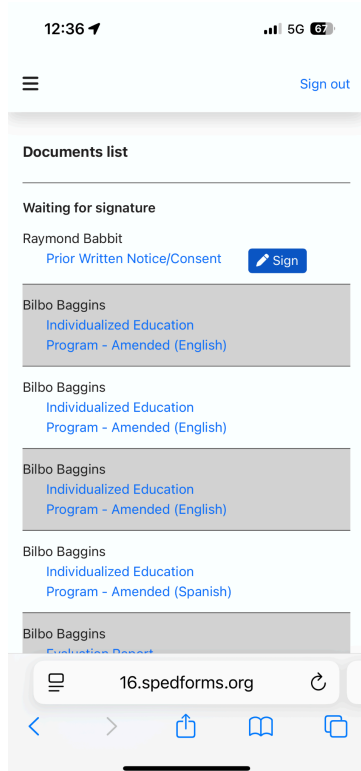 12:36
5G
67
Sign out
Documents list
Waiting for signature
Raymond Babbit
Prior Written Notice/Consent
Sign
Bilbo Baggins
Individualized Education
Program - Amended (English)
Bilbo Baggins
Individualized Education
Program - Amended (English)
Bilbo Baggins
Individualized Education
Program - Amended (English)
Bilbo Baggins
Individualized Education
Program - Amended (Spanish)
Bilbo Baggins
Evaluation Report
16.spedforms.org